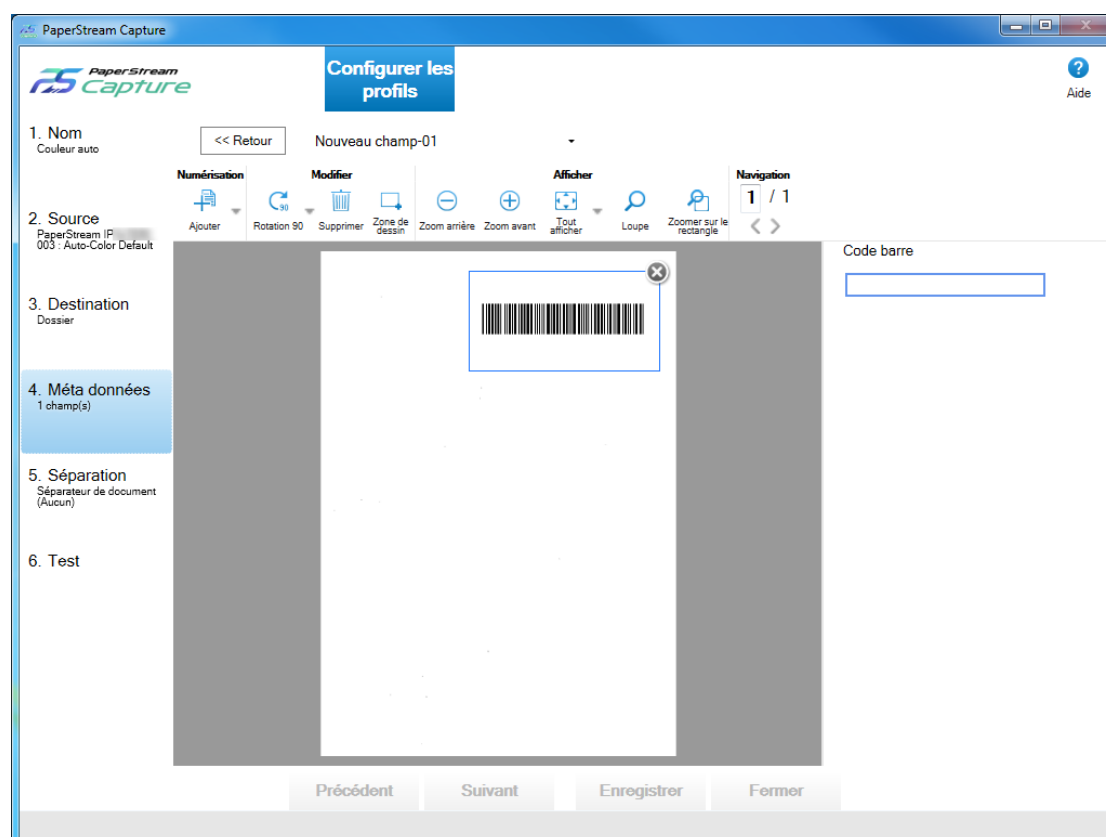 PaperStream Capture
PaperStream
Capture
Configurer les
profils
Aide
1. Nom
Couleur auto
<< Retour
Nouveau champ-01
Numérisation
Modifier
Afficher
Navigation
1 / 1
90
Ajouter
Rotation 90
Supprimer
Zone de
dessin
Zoom arrière
Zoom avant
Tout
afficher
Loupe
Zoomer sur le
rectangle
2. Source
PaperStream IP
003 : Auto-Color Default
Code barre
3. Destination
Dossier
4. Méta données
1 champ(s)
5. Séparation
Séparateur de document
(Aucun)
6. Test
Précédent
Suivant
Enregistrer
Fermer